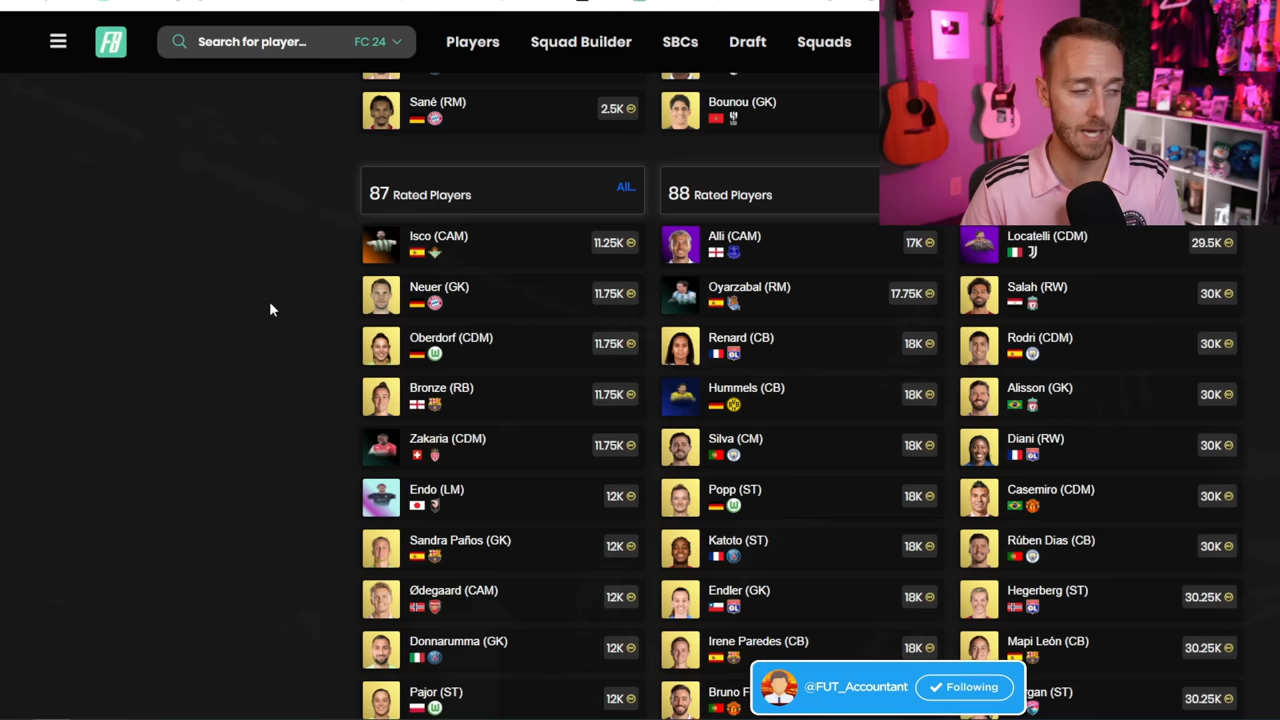 FB
Search for player...
FC 24
Players
Squad Builder
SBCs
Draft
Squads
Sané (RM)
2.5K
Bounou (GK)
87 Rated Players
All...
Isco (CAM)
11.25K
Neuer (GK)
11.75K
Oberdorf (CDM)
11.75K
Bronze (RB)
11.75K
Zakaria (CDM)
11.75K
Endo (LM)
12K
Sandra Paños (GK)
12K
Ødegaard (CAM)
12K
Donnarumma (GK)
12K
Pajor (ST)
12K
88 Rated Players
Alli (CAM)
17K
Oyarzabal (RM)
17.75K
Renard (CB)
18K
Hummels (CB)
18K
Silva (CM)
18K
Popp (ST)
18K
Katoto (ST)
18K
Endler (GK)
18K
Irene Paredes (CB)
18K
Bruno F
Locatelli (CDM)
29.5K
Salah (RW)
30K
Rodri (CDM)
30K
Alisson (GK)
30K
Diani (RW)
30K
Casemiro (CDM)
30K
Rúben Dias (CB)
30K
Hegerberg (ST)
30.25K
Mapi León (CB)
30.25K
rgan (ST)
30.25K
@FUT_Accountant
Following